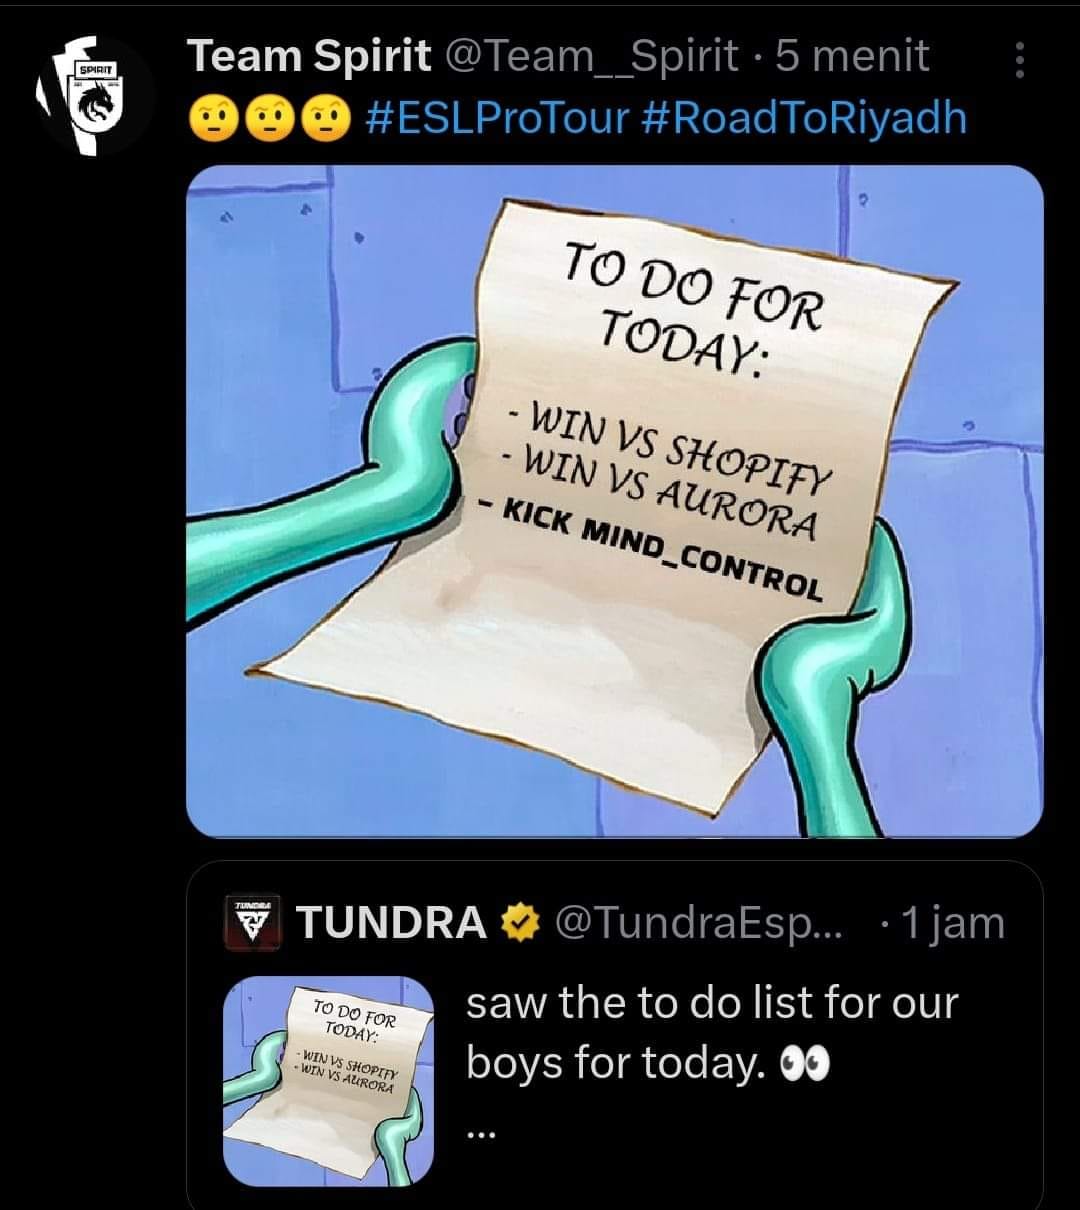 SPIRIT
Team Spirit @Team__Spirit · 5 menit
🤨🤨🤨 #ESLProTour #RoadToRiyadh
TO DO FOR
TODAY:
- WIN VS SHOPIFY
- WIN VS AURORA
- KICK MIND_CONTROL
TUNDRA
TUNDRA @TundraEsp... · 1 jam
saw the to do list for our
boys for today. 👀
...
TO DO FOR
TODAY:
- WIN VS SHOPIFY
- WIN VS AURORA